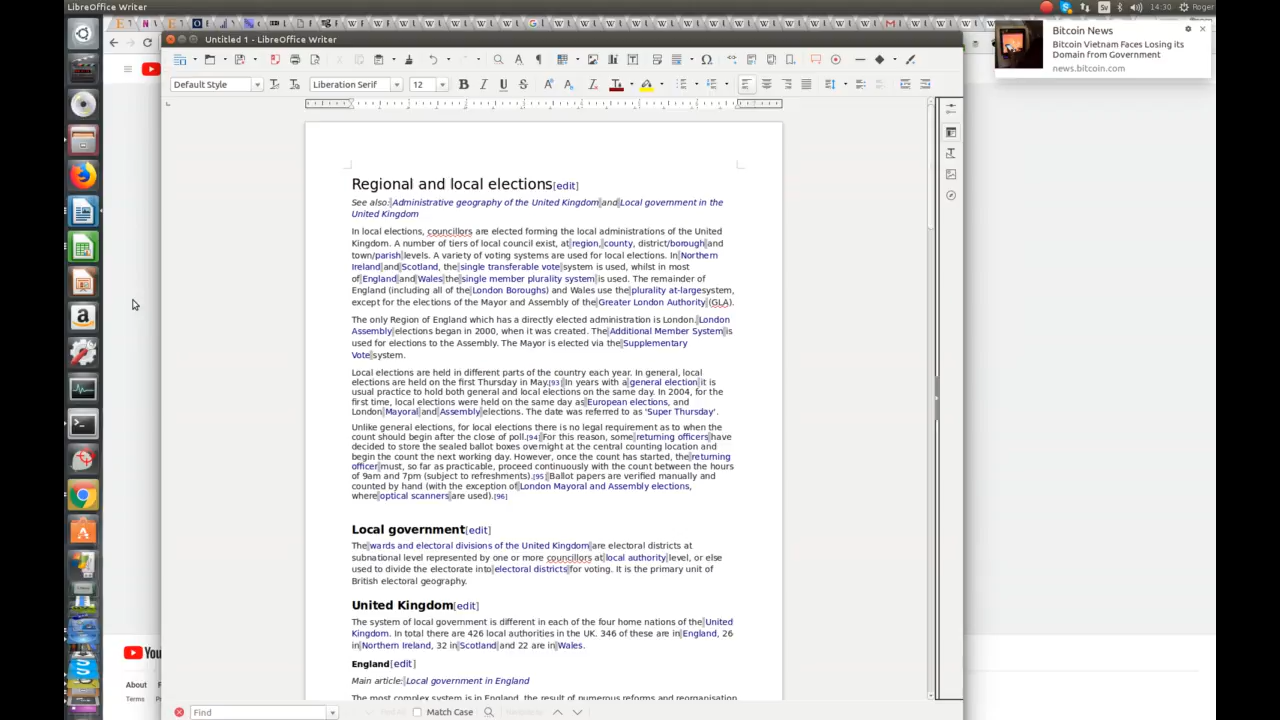 LibreOffice Writer
Sv
14:30
Roger
Untitled 1 - LibreOffice Writer
Bitcoin News
Bitcoin Vietnam Faces Losing its
Domain from Government
news.bitcoin.com
Default Style
Liberation Serif
12
Regional and local elections[edit]
See also: Administrative geography of the United Kingdom and Local government in the
United Kingdom
In local elections, councillors are elected forming the local administrations of the United
Kingdom. A number of tiers of local council exist, at region, county, district/borough and
town/parish levels. A variety of voting systems are used for local elections. In Northern
Ireland and Scotland, the single transferable vote system is used, whilst in most
of England and Wales the single member plurality system is used. The remainder of
England (including all of the London Boroughs) and Wales use the plurality at-large system,
except for the elections of the Mayor and Assembly of the Greater London Authority (GLA).
The only Region of England which has a directly elected administration is London. London
Assembly elections began in 2000, when it was created. The Additional Member System is
used for elections to the Assembly. The Mayor is elected via the Supplementary
Vote system.
Local elections are held in different parts of the country each year. In general, local
elections are held on the first Thursday in May.[93] In years with a general election it is
usual practice to hold both general and local elections on the same day. In 2004, for the
first time, local elections were held on the same day as European elections, and
London Mayoral and Assembly elections. The date was referred to as 'Super Thursday'.
Unlike general elections, for local elections there is no legal requirement as to when the
count should begin after the close of poll.[94] For this reason, some returning officers have
decided to store the sealed ballot boxes overnight at the central counting location and
begin the count the next working day. However, once the count has started, the returning
officer must, so far as practicable, proceed continuously with the count between the hours
of 9am and 7pm (subject to refreshments).[95] Ballot papers are verified manually and
counted by hand (with the exception of London Mayoral and Assembly elections,
where optical scanners are used).[96]
Local government[edit]
The wards and electoral divisions of the United Kingdom are electoral districts at
subnational level represented by one or more councillors at local authority level, or else
used to divide the electorate into electoral districts for voting. It is the primary unit of
British electoral geography.
United Kingdom[edit]
The system of local government is different in each of the four home nations of the United
Kingdom. In total there are 426 local authorities in the UK. 346 of these are in England, 26
in Northern Ireland, 32 in Scotland and 22 are in Wales.
England[edit]
Main article: Local government in England
The most complex system is in England, the result of numerous reforms and reorganisation
You
About
Terms
Find
Match Case